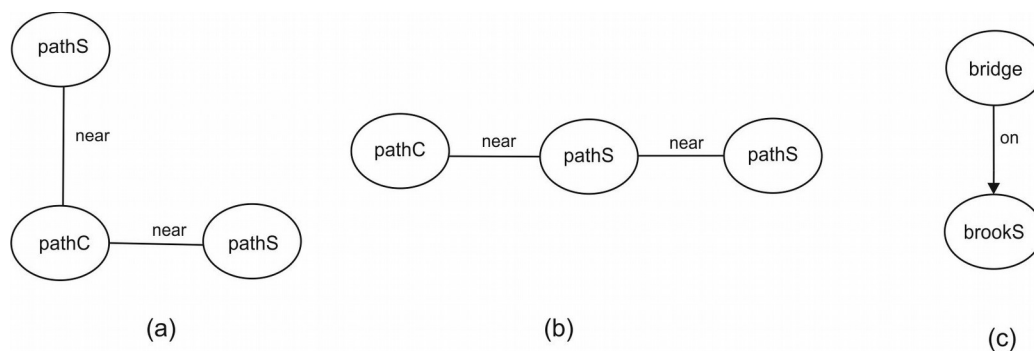 pathS
near
pathC
near
pathS
(a)
pathC
near
pathS
near
pathS
(b)
bridge
on
brookS
(c)